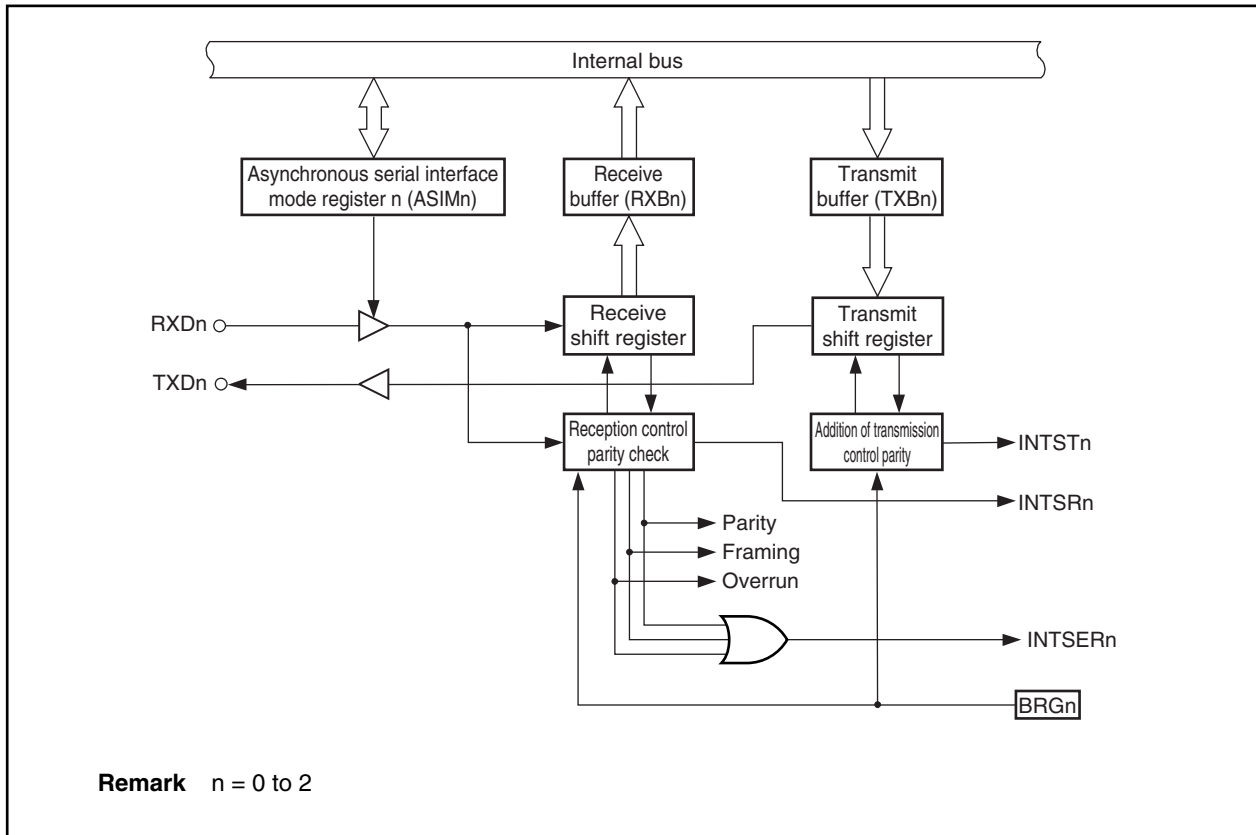 Internal bus
Asynchronous serial interface
mode register n (ASIMn)
Receive
buffer (RXBn)
Transmit
buffer (TXBn)
RXDn
Receive
shift register
Transmit
shift register
TXDn
Reception control
parity check
Addition of transmission
control parity
INTSTn
INTSRn
Parity
Framing
Overrun
INTSERn
BRGn
Remark n = 0 to 2